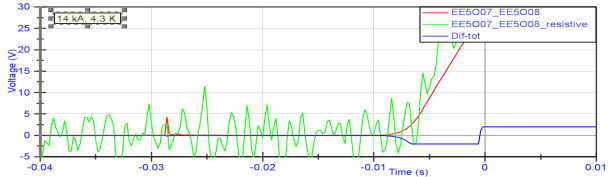 30
25
20
15
10
5
0
-5
Voltage (V)
14 kA, 4.3 K
EE5O07_EE5O08
EE5O07_EE5O08_resistive
Dif-tot
-0.04
-0.03
-0.02
-0.01
0
0.01
Time (s)